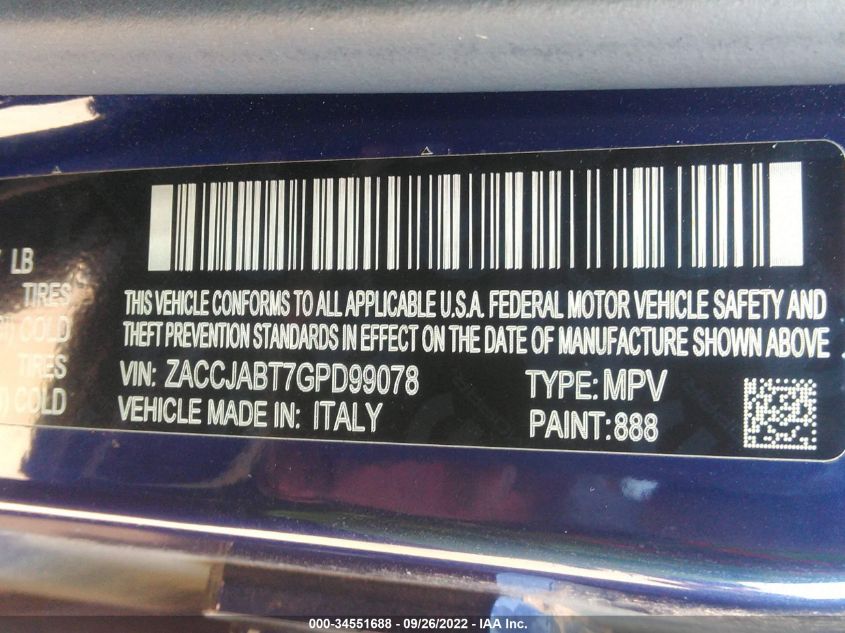 LB
TIRES
COLD
TIRES
COLD
THIS VEHICLE CONFORMS TO ALL APPLICABLE U.S.A. FEDERAL MOTOR VEHICLE SAFETY AND
THEFT PREVENTION STANDARDS IN EFFECT ON THE DATE OF MANUFACTURE SHOWN ABOVE
VIN: ZACCJABT7GPD99078 TYPE: MPV
VEHICLE MADE IN: ITALY PAINT: 888
000-34551688 - 09/26/2022 - IAA Inc.